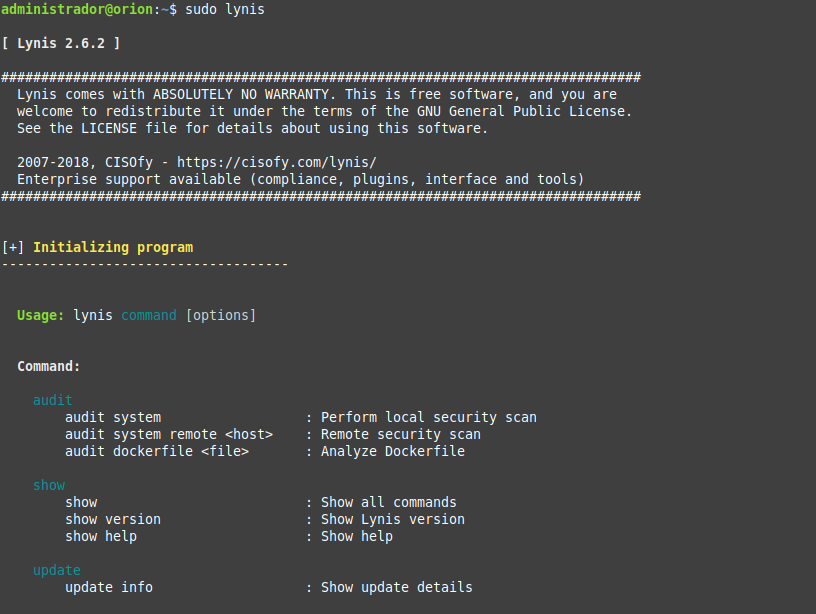 administrador@orion:~$ sudo lynis
[ Lynis 2.6.2 ]
################################################################################
Lynis comes with ABSOLUTELY NO WARRANTY. This is free software, and you are
welcome to redistribute it under the terms of the GNU General Public License.
See the LICENSE file for details about using this software.
2007-2018, CISOfy - https://cisofy.com/lynis/
Enterprise support available (compliance, plugins, interface and tools)
################################################################################
[+] Initializing program
------------------------------------
Usage: lynis command [options]
Command:
audit
audit system : Perform local security scan
audit system remote <host> : Remote security scan
audit dockerfile <file> : Analyze Dockerfile
show
show : Show all commands
show version : Show Lynis version
show help : Show help
update
update info : Show update details